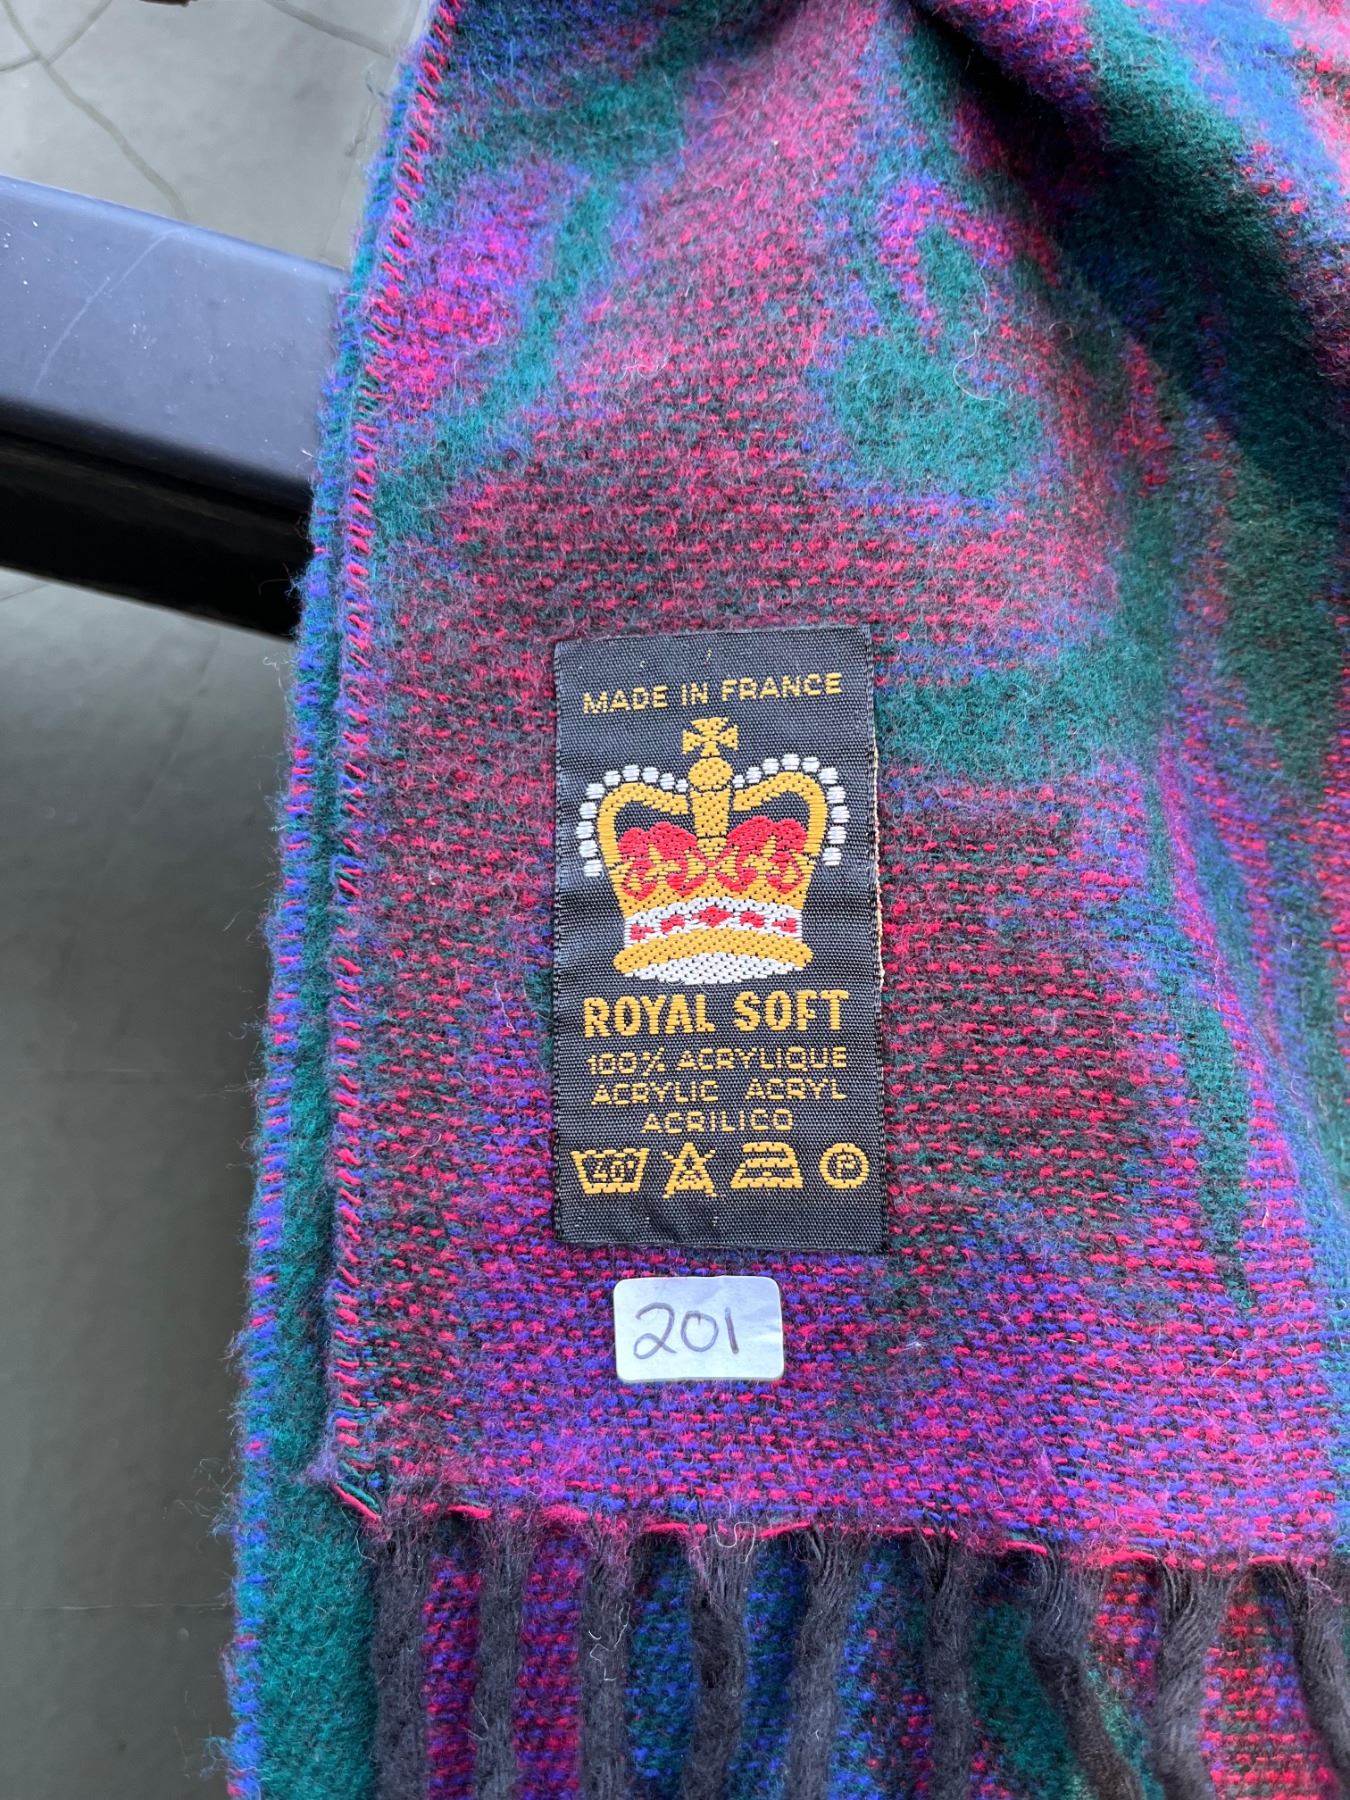 MADE IN FRANCE
ROYAL SOFT
100% ACRYLIQUE
ACRYLIC ACRYL
ACRILICO
40 P
201